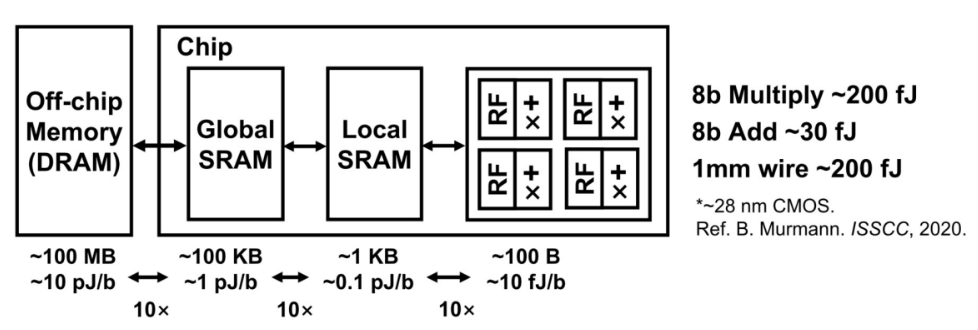 Chip
Off-chip
Memory
(DRAM)
Global
SRAM
Local
SRAM
RF
+
×
RF
+
×
RF
+
×
RF
+
×
8b Multiply ~200 fJ
8b Add ~30 fJ
1mm wire ~200 fJ
*~28 nm CMOS.
Ref. B. Murmann. ISSCC, 2020.
~100 MB
~10 pJ/b
~100 KB
~1 pJ/b
~1 KB
~0.1 pJ/b
~100 B
~10 fJ/b
10×
10×
10×